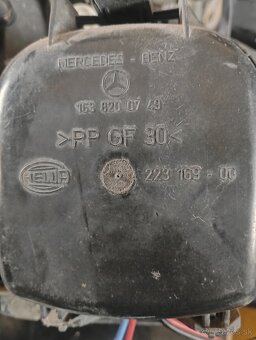 MERCEDES - BENZ
163 820 07 49
>PP GF 30<
HELLA
223 169 - 00